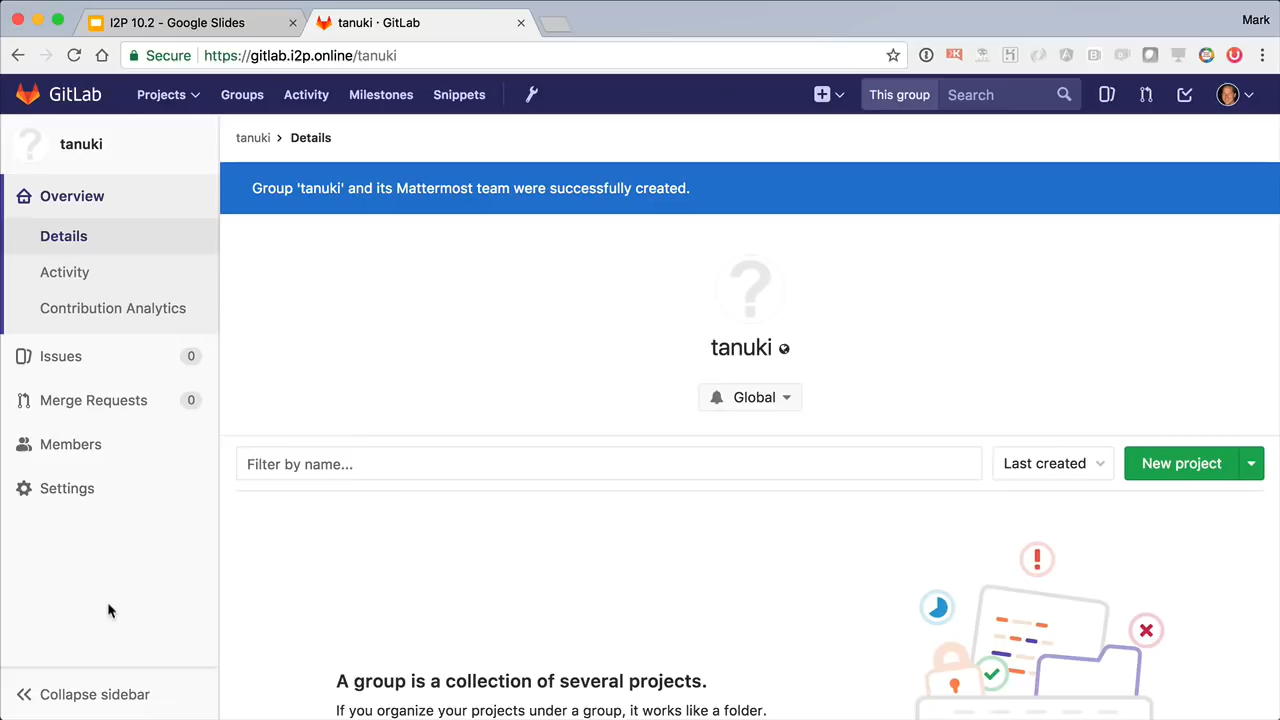 I2P 10.2 - Google Slides
tanuki · GitLab
Mark
Secure https://gitlab.i2p.online/tanuki
GitLab Projects Groups Activity Milestones Snippets This group Search
tanuki
tanuki > Details
Overview
Group 'tanuki' and its Mattermost team were successfully created.
Details
Activity
Contribution Analytics
Issues 0
tanuki
Merge Requests 0
Global
Members
Filter by name... Last created New project
Settings
A group is a collection of several projects.
If you organize your projects under a group, it works like a folder.
Collapse sidebar